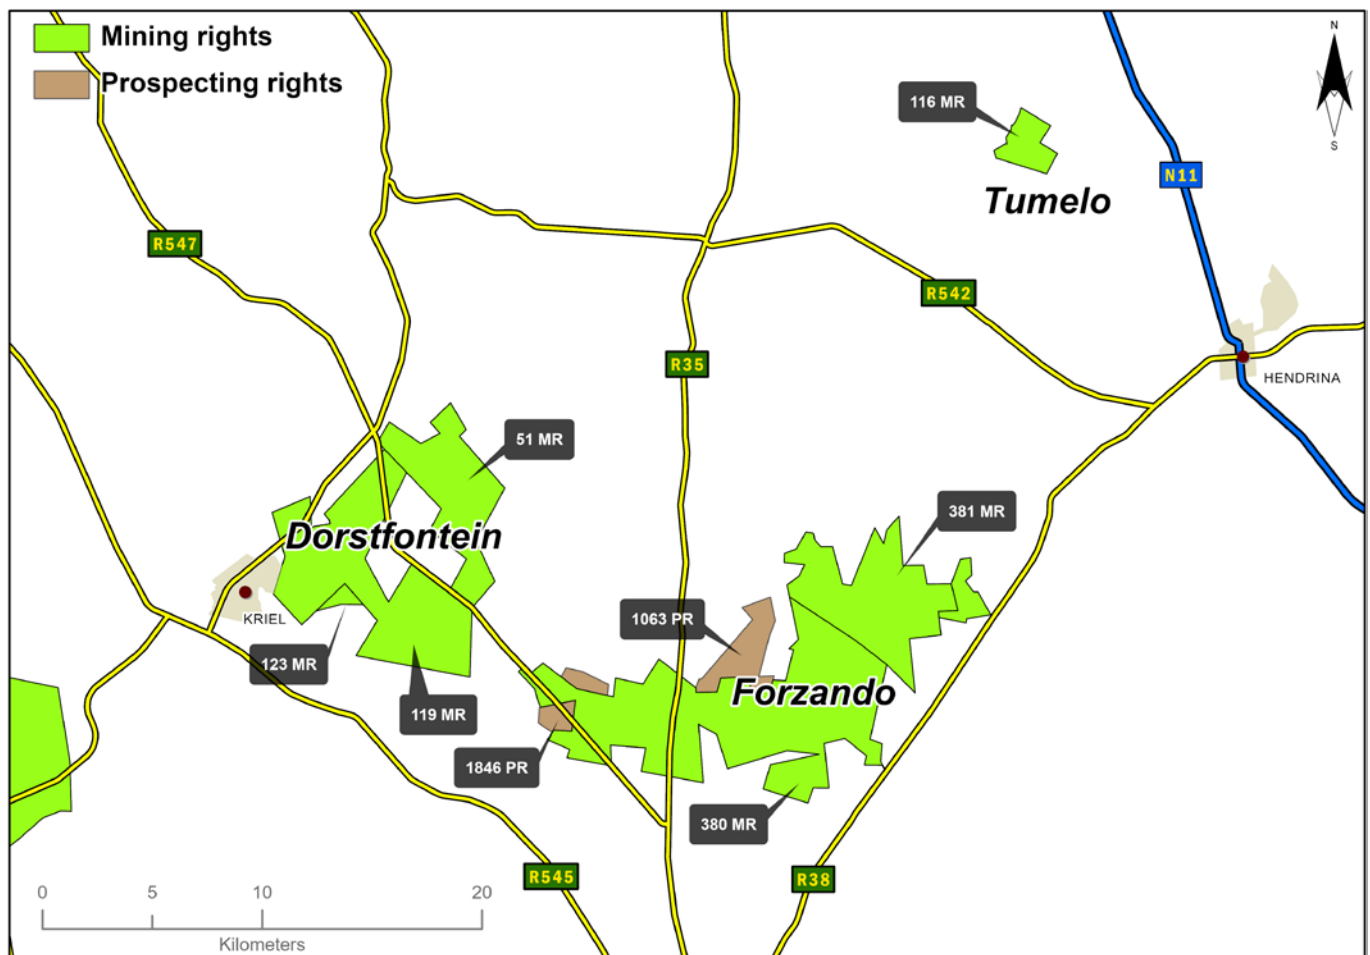 Mining rights
Prospecting rights
N
S
116 MR
Tumelo
N11
R547
R542
R35
HENDRINA
51 MR
381 MR
Dorstfontein
KRIEL
1063 PR
123 MR
Forzando
119 MR
1846 PR
380 MR
R545
R38
0 5 10 20
Kilometers